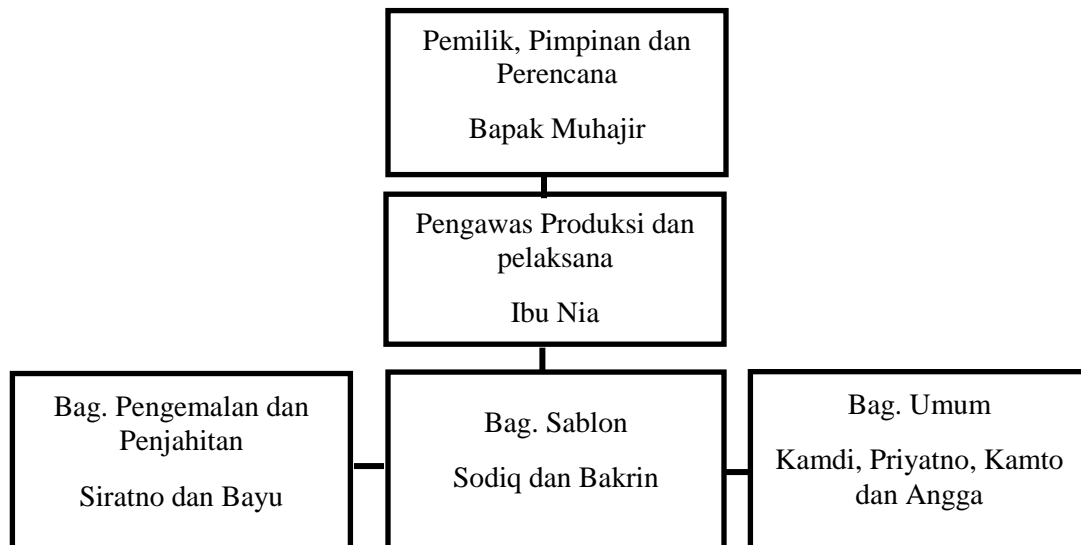 Pemilik, Pimpinan dan
Perencana
Bapak Muhajir
Pengawas Produksi dan
pelaksana
Ibu Nia
Bag. Pengemalan dan
Penjahitan
Siratno dan Bayu
Bag. Sablon
Sodiq dan Bakrin
Bag. Umum
Kamdi, Priyatno, Kamto
dan Angga